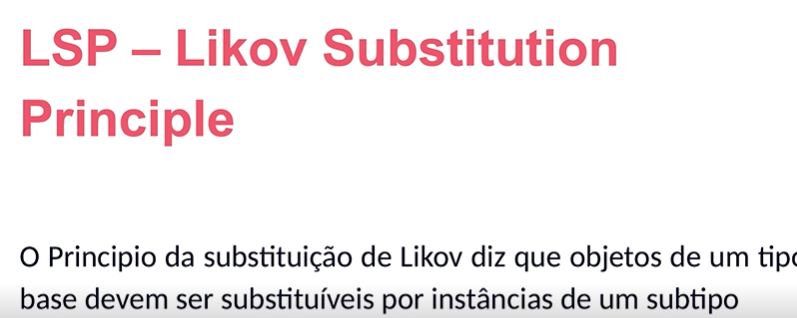 LSP – Likov Substitution
Principle
O Principio da substituição de Likov diz que objetos de um tipo
base devem ser substituíveis por instâncias de um subtipo